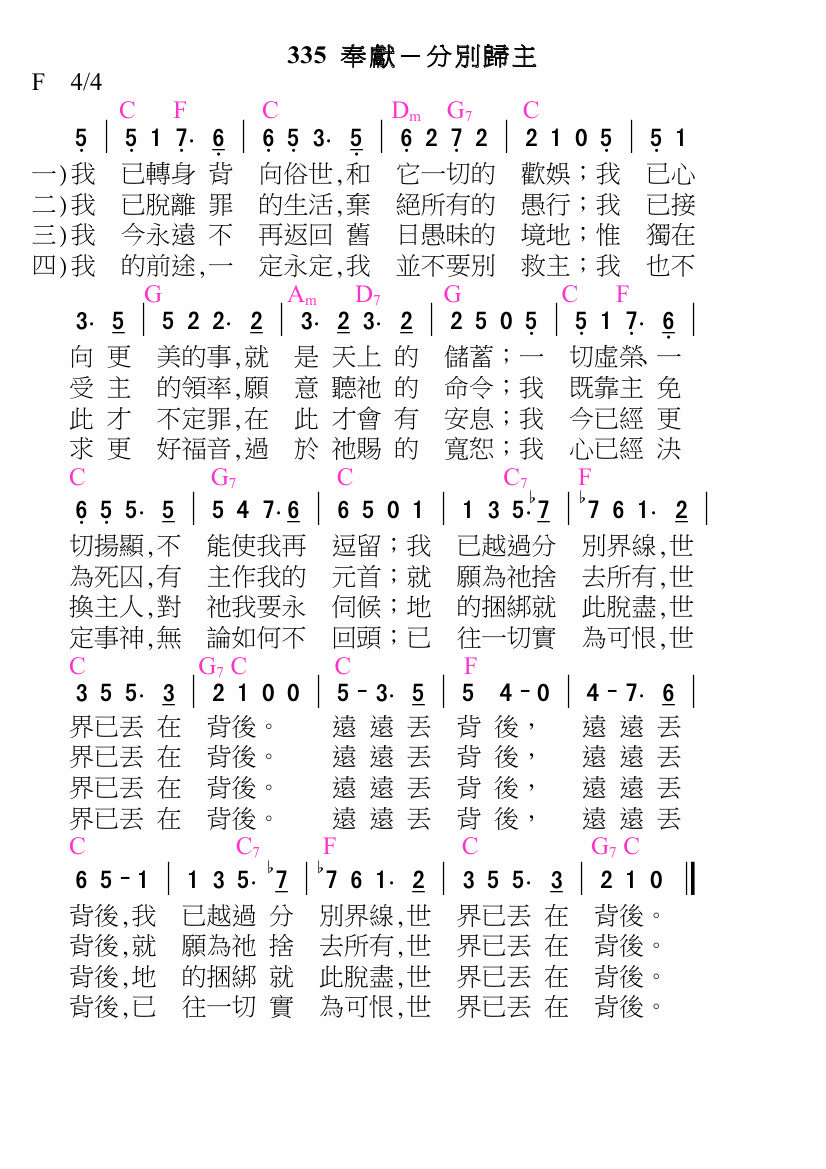 335 奉獻－分別歸主
F 4/4
C F C Dm G7 C
5 | 5 1 7. 6 | 6 5 3. 5 | 6 2 7 2 | 2 1 0 5 | 5 1
一)我 已轉身 背 向俗世,和 它一切的 歡娛；我 已心
二)我 已脫離 罪 的生活,棄 絕所有的 愚行；我 已接
三)我 今永遠 不 再返回 舊 日愚昧的 境地；惟 獨在
四)我 的前途,一 定永定,我 並不要別 救主；我 也不
G Am D7 G C F
3. 5 | 5 2 2. 2 | 3. 2 3. 2 | 2 5 0 5 | 5 1 7. 6 |
向 更 美的事,就 是 天上 的 儲蓄；一 切虛榮、一
受 主 的領率,願 意 聽祂 的 命令；我 既靠主 免
此 才 不定罪,在 此 才會 有 安息；我 今已經 更
求 更 好福音,過 於 祂賜 的 寬恕；我 心已經 決
C G7 C C7 F
6 5 5. 5 | 5 4 7. 6 | 6 5 0 1 | 1 3 5. ♭7 | ♭7 6 1. 2 |
切揚顯,不 能使我再 逗留；我 已越過分 別界線,世
為死囚,有 主作我的 元首；就 願為祂捨 去所有,世
換主人,對 祂我要永 伺候；地 的捆綁就 此脫盡,世
定事神,無 論如何不 回頭；已 往一切實 為可恨,世
C G7 C C F
3 5 5. 3 | 2 1 0 0 | 5 - 3. 5 | 5 4 - 0 | 4 - 7. 6 |
界已丟 在 背後。 遠 遠 丟 背 後， 遠 遠 丟
界已丟 在 背後。 遠 遠 丟 背 後， 遠 遠 丟
界已丟 在 背後。 遠 遠 丟 背 後， 遠 遠 丟
界已丟 在 背後。 遠 遠 丟 背 後， 遠 遠 丟
C C7 F C G7 C
6 5 - 1 | 1 3 5. ♭7 | ♭7 6 1. 2 | 3 5 5. 3 | 2 1 0 ‖
背後,我 已越過 分 別界線,世 界已丟 在 背後。
背後,就 願為祂 捨 去所有,世 界已丟 在 背後。
背後,地 的捆綁 就 此脫盡,世 界已丟 在 背後。
背後,已 往一切 實 為可恨,世 界已丟 在 背後。